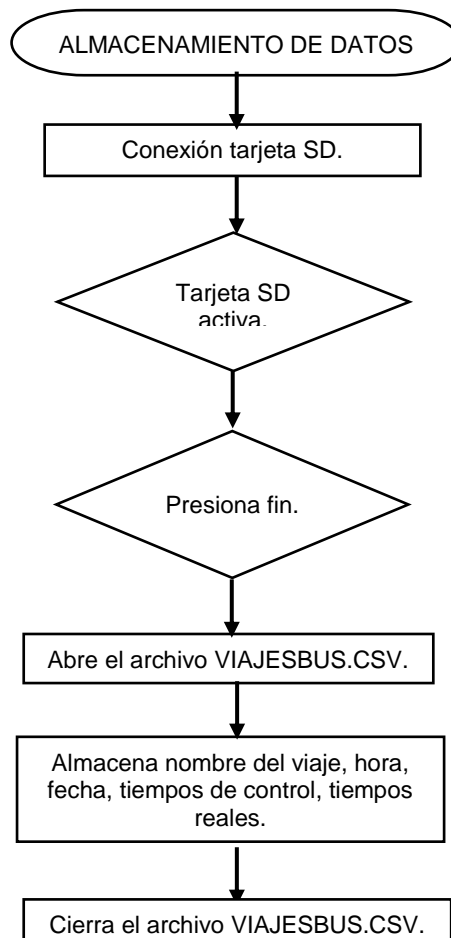 ALMACENAMIENTO DE DATOS
Conexión tarjeta SD.
Tarjeta SD
activa.
Presiona fin.
Abre el archivo VIAJESBUS.CSV.
Almacena nombre del viaje, hora,
fecha, tiempos de control, tiempos
reales.
Cierra el archivo VIAJESBUS.CSV.